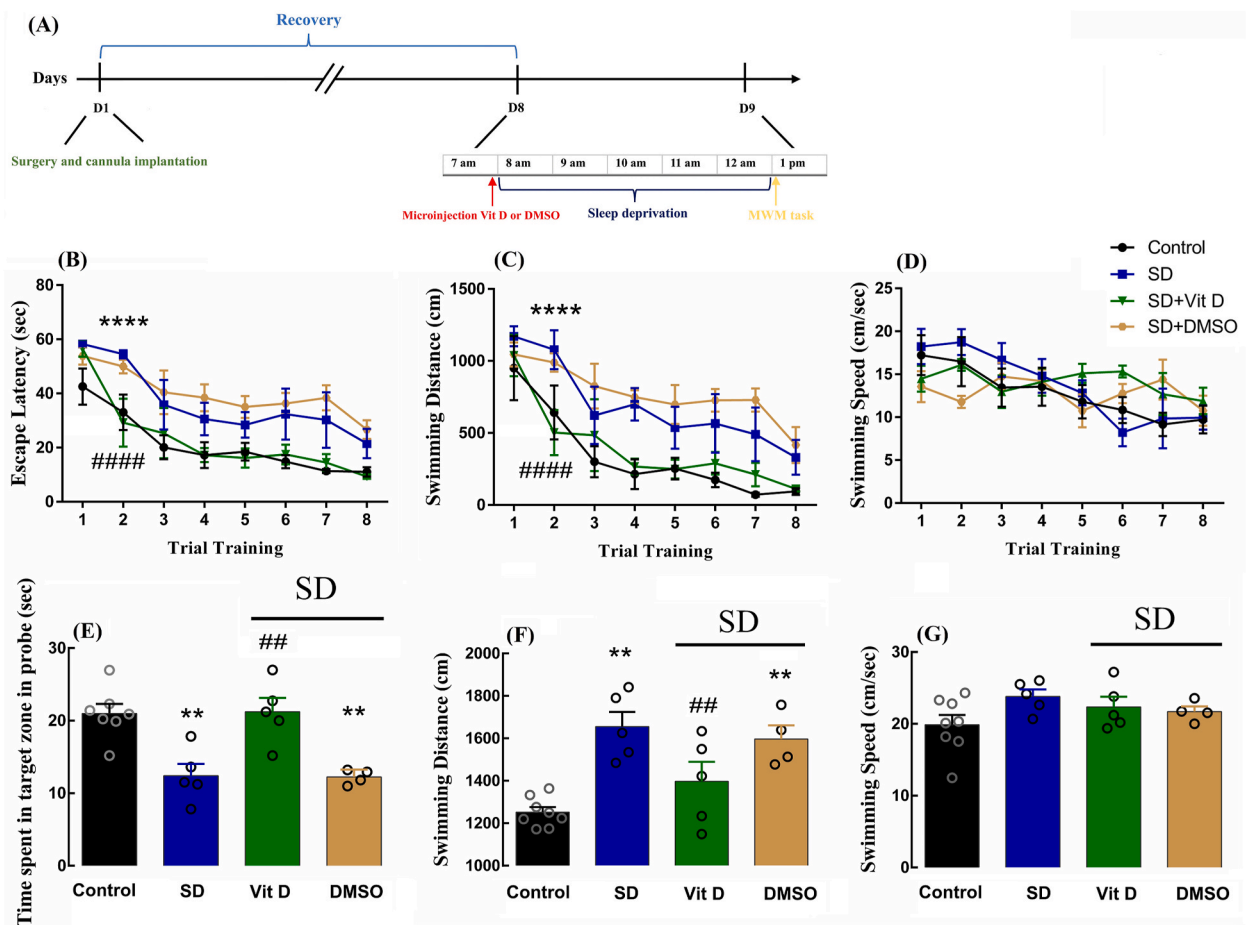 (A)
Recovery
Days
D1
D8
D9
Surgery and cannula implantation
7 am 8 am 9 am 10 am 11 am 12 am 1 pm
Microinjection Vit D or DMSO
Sleep deprivation
MWM task
Control
SD
SD+Vit D
SD+DMSO
(B)
Escape Latency (sec)
80
60
40
20
0
****
####
1 2 3 4 5 6 7 8
Trial Training
(C)
Swimming Distance (cm)
1500
1000
500
0
****
####
1 2 3 4 5 6 7 8
Trial Training
(D)
Swimming Speed (cm/sec)
25
20
15
10
5
0
1 2 3 4 5 6 7 8
Trial Training
(E)
Time spent in target zone in probe (sec)
30
20
10
0
SD
**
##
**
Control SD Vit D DMSO
(F)
Swimming Distance (cm)
2000
1800
1600
1400
1200
1000
SD
**
##
**
Control SD Vit D DMSO
(G)
Swimming Speed (cm/sec)
30
20
10
0
SD
Control SD Vit D DMSO